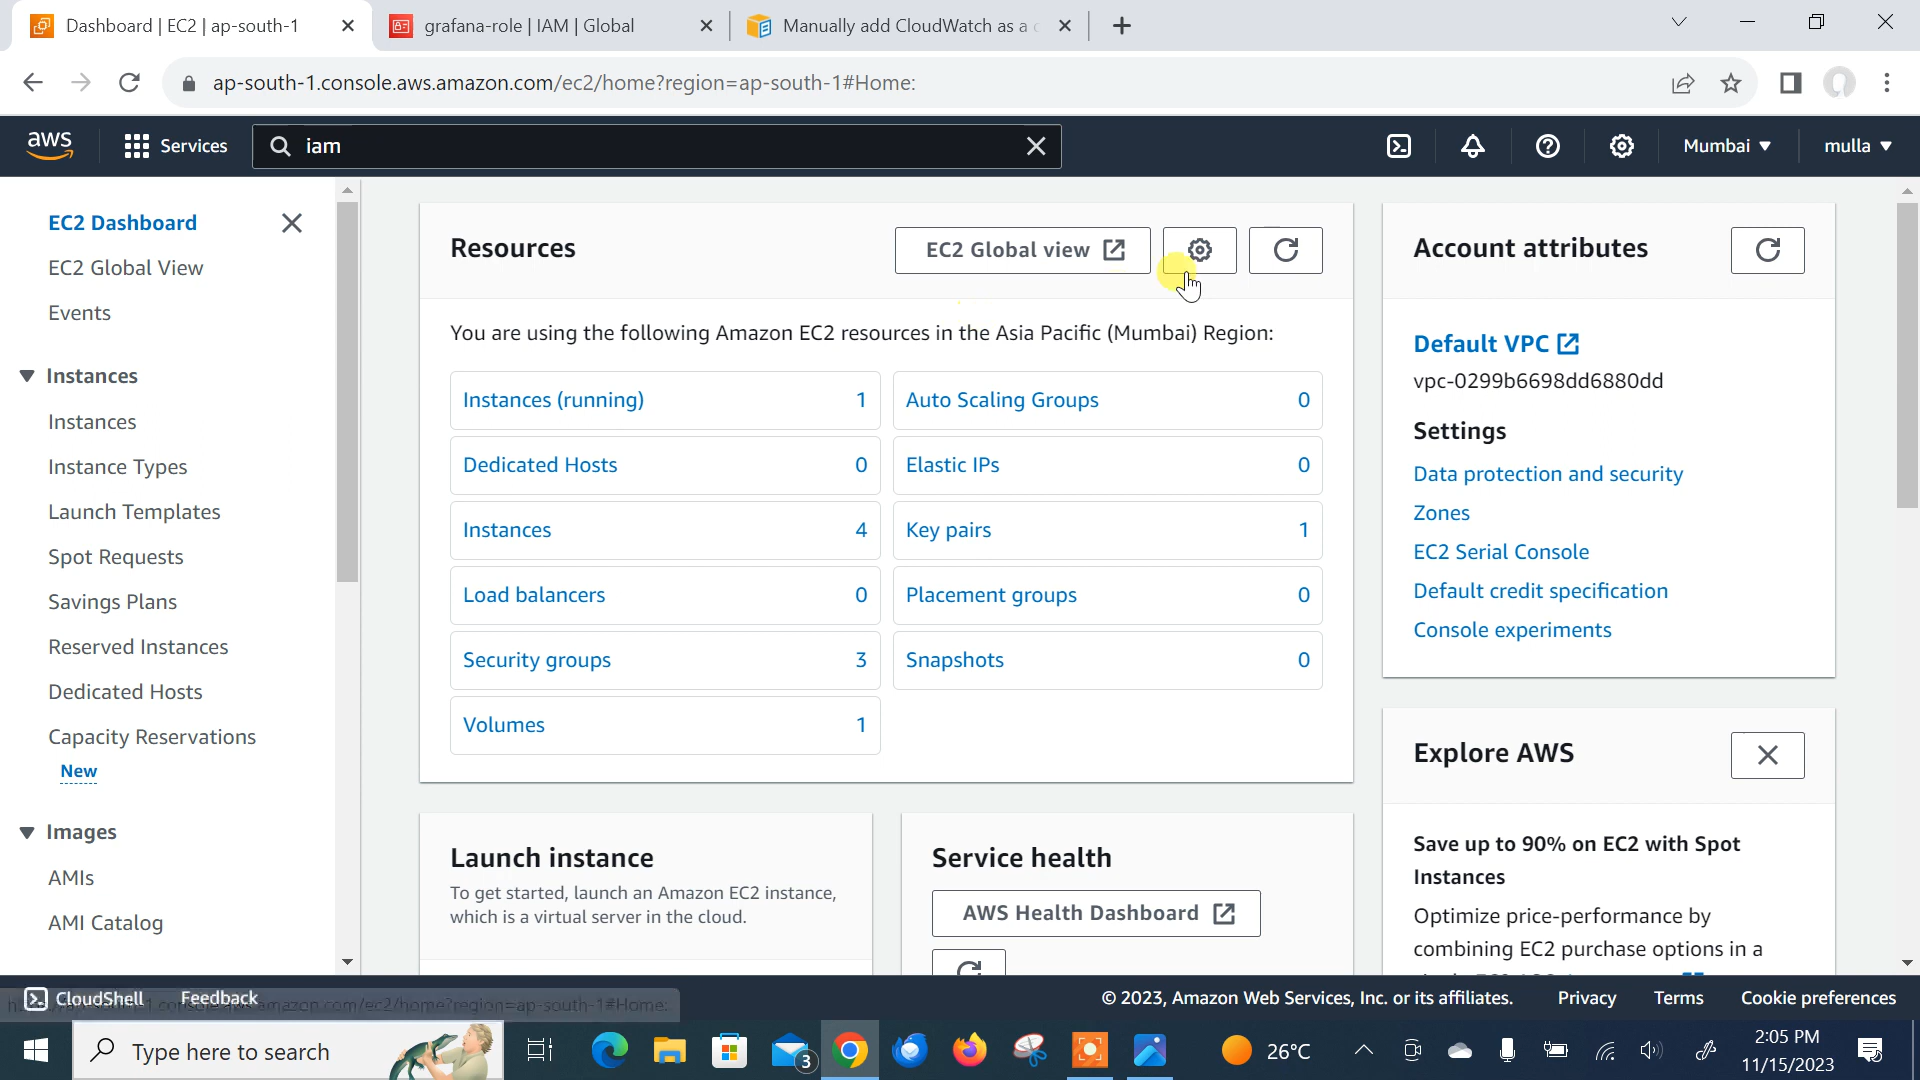 Dashboard | EC2 | ap-south-1
grafana-role | IAM | Global
Manually add CloudWatch as a
ap-south-1.console.aws.amazon.com/ec2/home?region=ap-south-1#Home:
aws
Services
iam
Mumbai
mulla
EC2 Dashboard
EC2 Global View
Events
Instances
Instances
Instance Types
Launch Templates
Spot Requests
Savings Plans
Reserved Instances
Dedicated Hosts
Capacity Reservations
New
Images
AMIs
AMI Catalog
Resources
EC2 Global view
You are using the following Amazon EC2 resources in the Asia Pacific (Mumbai) Region:
Instances (running) 1
Auto Scaling Groups 0
Dedicated Hosts 0
Elastic IPs 0
Instances 4
Key pairs 1
Load balancers 0
Placement groups 0
Security groups 3
Snapshots 0
Volumes 1
Launch instance
To get started, launch an Amazon EC2 instance,
which is a virtual server in the cloud.
Service health
AWS Health Dashboard
Account attributes
Default VPC
vpc-0299b6698dd6880dd
Settings
Data protection and security
Zones
EC2 Serial Console
Default credit specification
Console experiments
Explore AWS
Save up to 90% on EC2 with Spot
Instances
Optimize price-performance by
combining EC2 purchase options in a
CloudShell
Feedback
© 2023, Amazon Web Services, Inc. or its affiliates.
Privacy
Terms
Cookie preferences
Type here to search
3
26°C
2:05 PM
11/15/2023